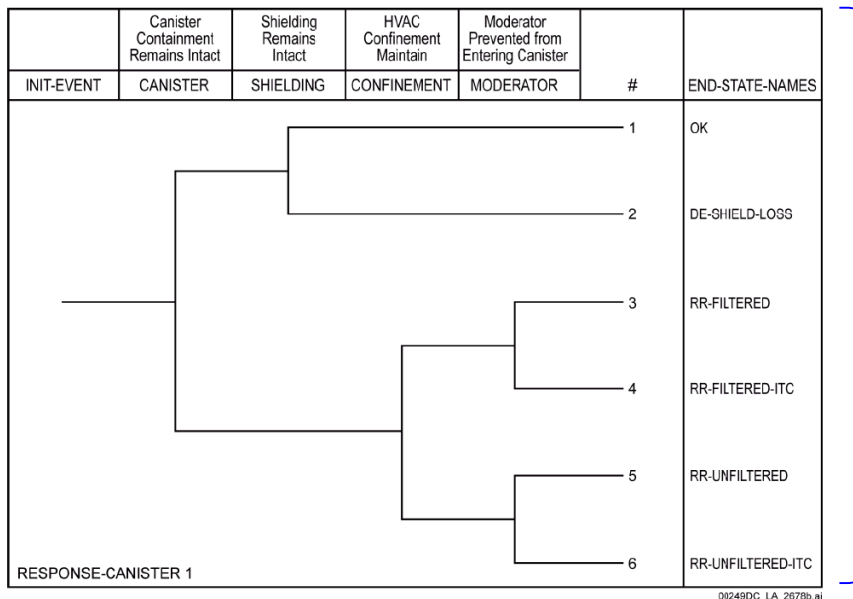 Canister
Containment
Remains Intact
Shielding
Remains
Intact
HVAC
Confinement
Maintain
Moderator
Prevented from
Entering Canister
INIT-EVENT
CANISTER
SHIELDING
CONFINEMENT
MODERATOR
#
END-STATE-NAMES
1 OK
2 DE-SHIELD-LOSS
3 RR-FILTERED
4 RR-FILTERED-ITC
5 RR-UNFILTERED
6 RR-UNFILTERED-ITC
RESPONSE-CANISTER 1
00249DC_LA_2678b.ai